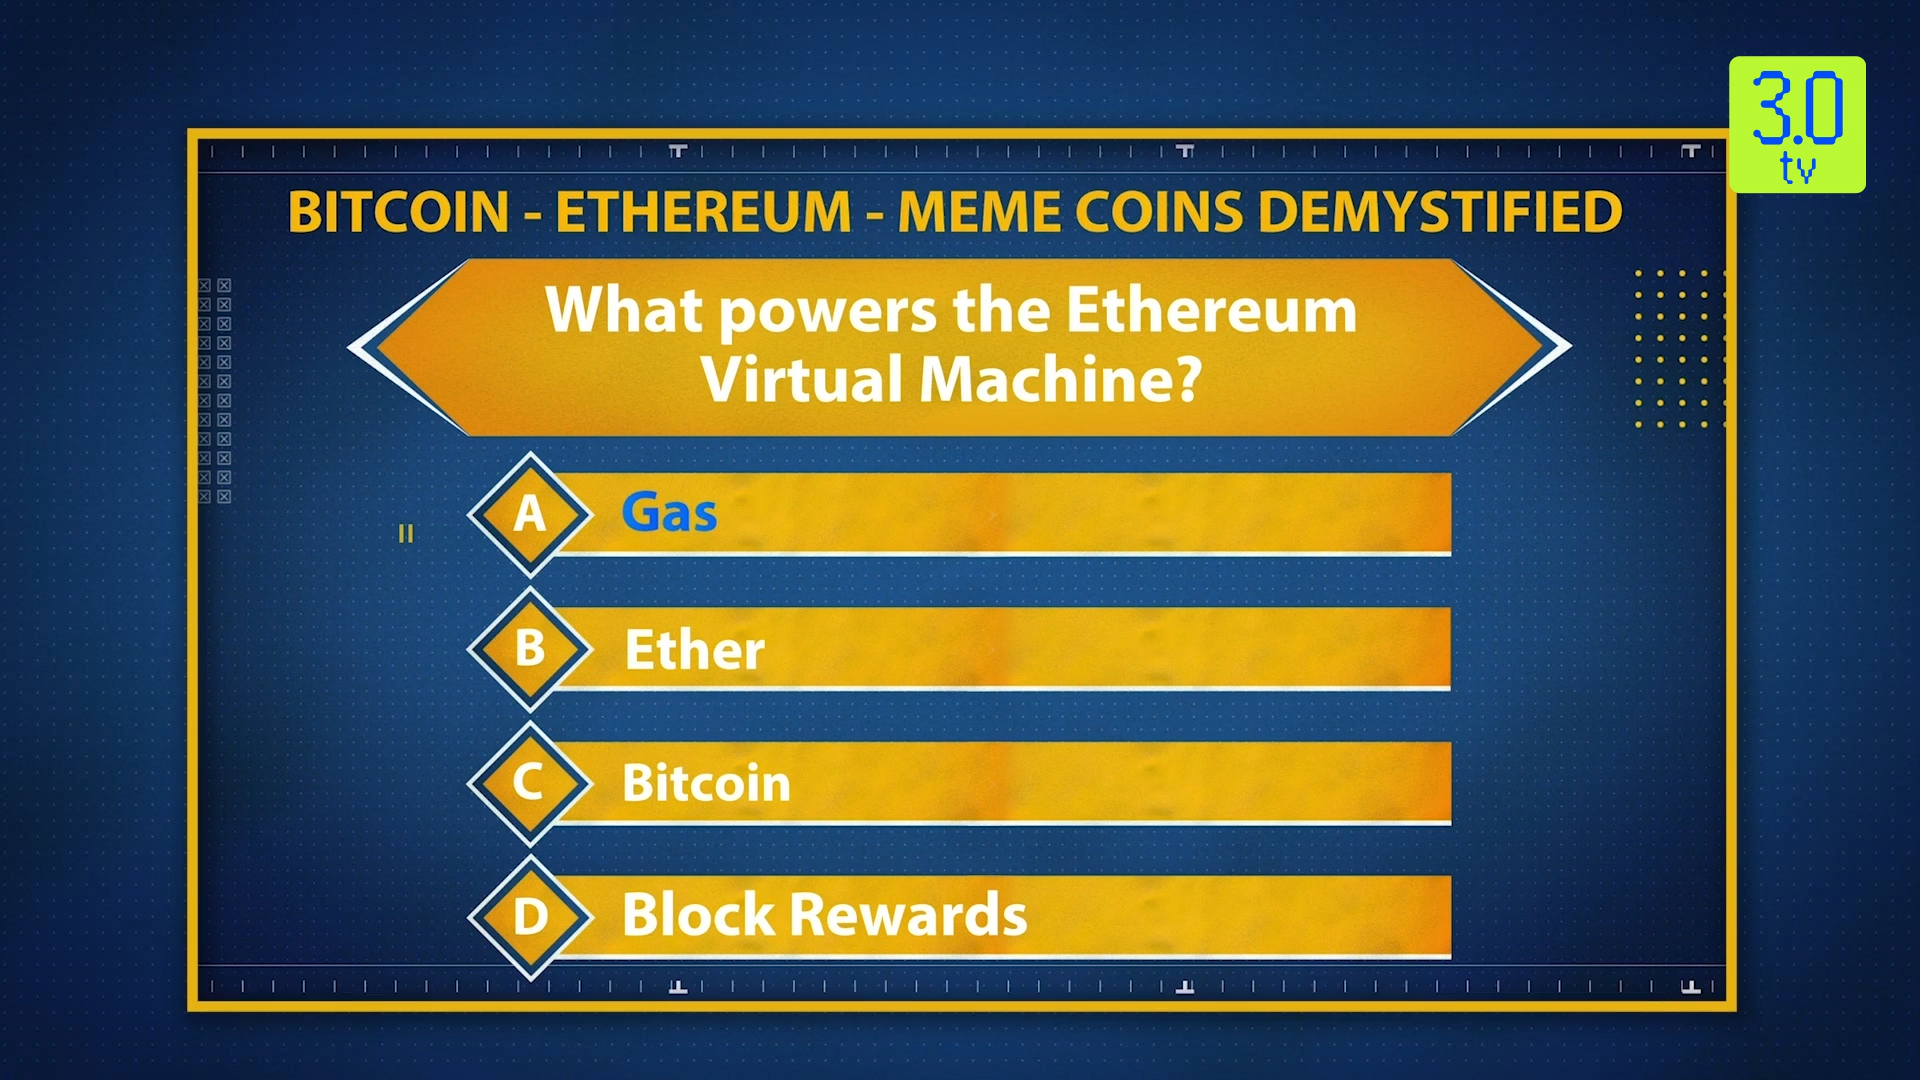 3.0
tv
BITCOIN - ETHEREUM - MEME COINS DEMYSTIFIED
What powers the Ethereum
Virtual Machine?
A Gas
B Ether
C Bitcoin
D Block Rewards